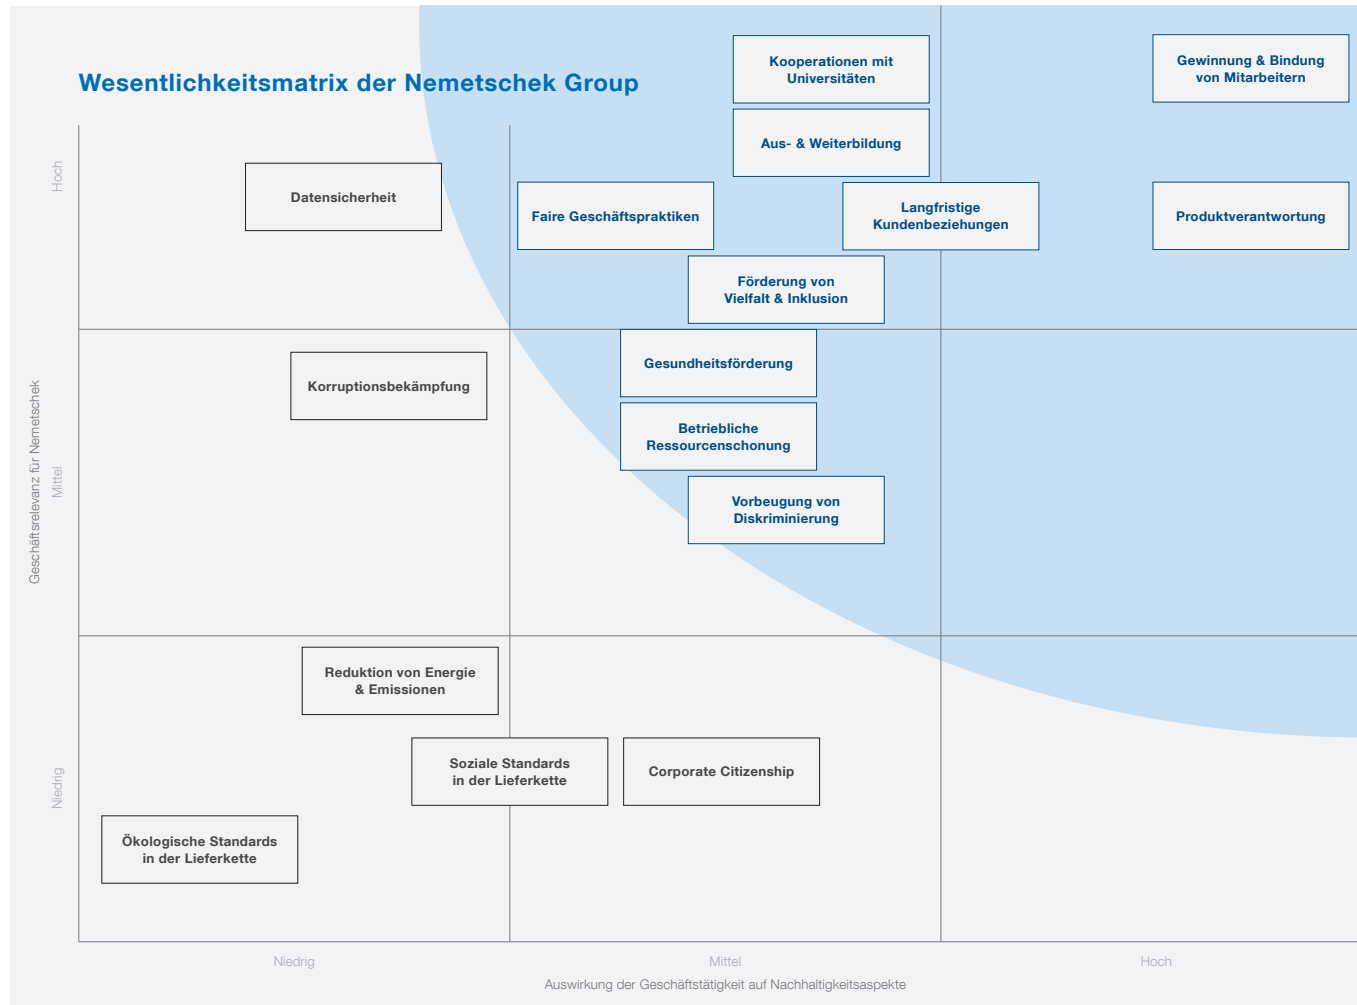 Wesentlichkeitsmatrix der Nemetschek Group
Kooperationen mit
Universitäten
Gewinnung & Bindung
von Mitarbeitern
Aus- & Weiterbildung
Hoch
Datensicherheit
Faire Geschäftspraktiken
Langfristige
Kundenbeziehungen
Produktverantwortung
Förderung von
Vielfalt & Inklusion
Gesundheitsförderung
Korruptionsbekämpfung
Betriebliche
Ressourcenschonung
Geschäftsrelevanz für Nemetschek
Mittel
Vorbeugung von
Diskriminierung
Reduktion von Energie
& Emissionen
Soziale Standards
in der Lieferkette
Corporate Citizenship
Niedrig
Ökologische Standards
in der Lieferkette
Niedrig
Mittel
Hoch
Auswirkung der Geschäftstätigkeit auf Nachhaltigkeitsaspekte